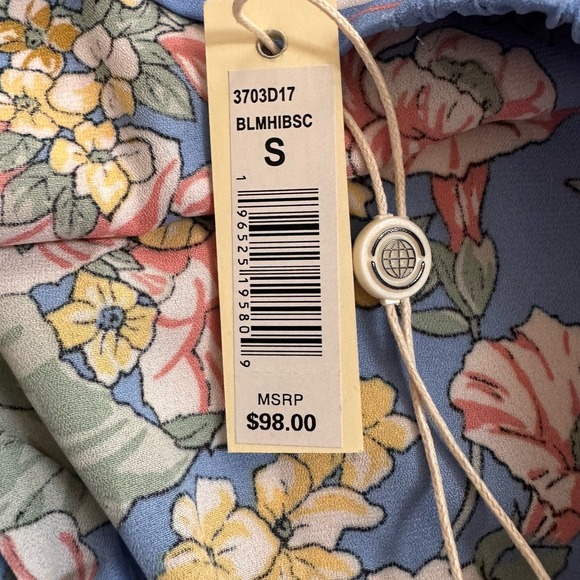 3703D17
BLMHIBSC
S
1 96525 19580 9
MSRP
$98.00